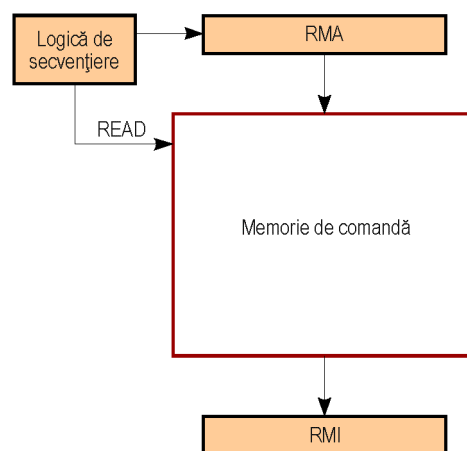 Logică de
secvenţiere
RMA
READ
Memorie de comandă
RMI